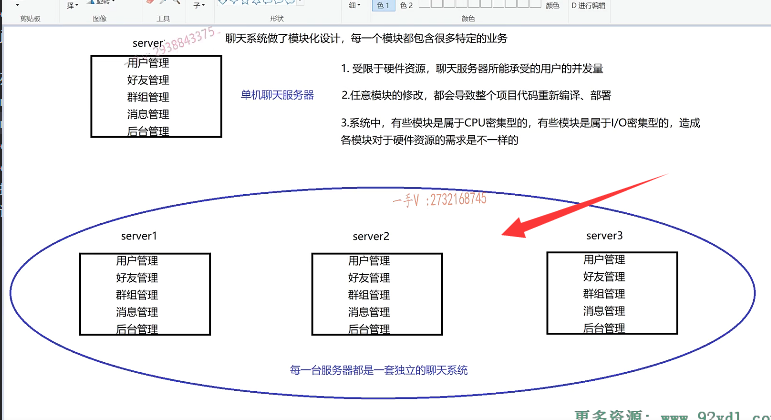 择
旋转
子
细
色1
色2
颜色
D 进行编辑
剪贴板
图像
工具
形状
颜色
server
2938843375.
聊天系统做了模块化设计，每一个模块都包含很多特定的业务
用户管理
好友管理
群组管理
消息管理
后台管理
单机聊天服务器
1. 受限于硬件资源，聊天服务器所能承受的用户的并发量
2.任意模块的修改，都会导致整个项目代码重新编译、部署
3.系统中，有些模块是属于CPU密集型的，有些模块是属于I/O密集型的，造成
各模块对于硬件资源的需求是不一样的
一手V :2732168745
server1
server2
server3
用户管理
好友管理
群组管理
消息管理
后台管理
用户管理
好友管理
群组管理
消息管理
后台管理
用户管理
好友管理
群组管理
消息管理
后台管理
每一台服务器都是一套独立的聊天系统
更多资源: www.92xdl.com